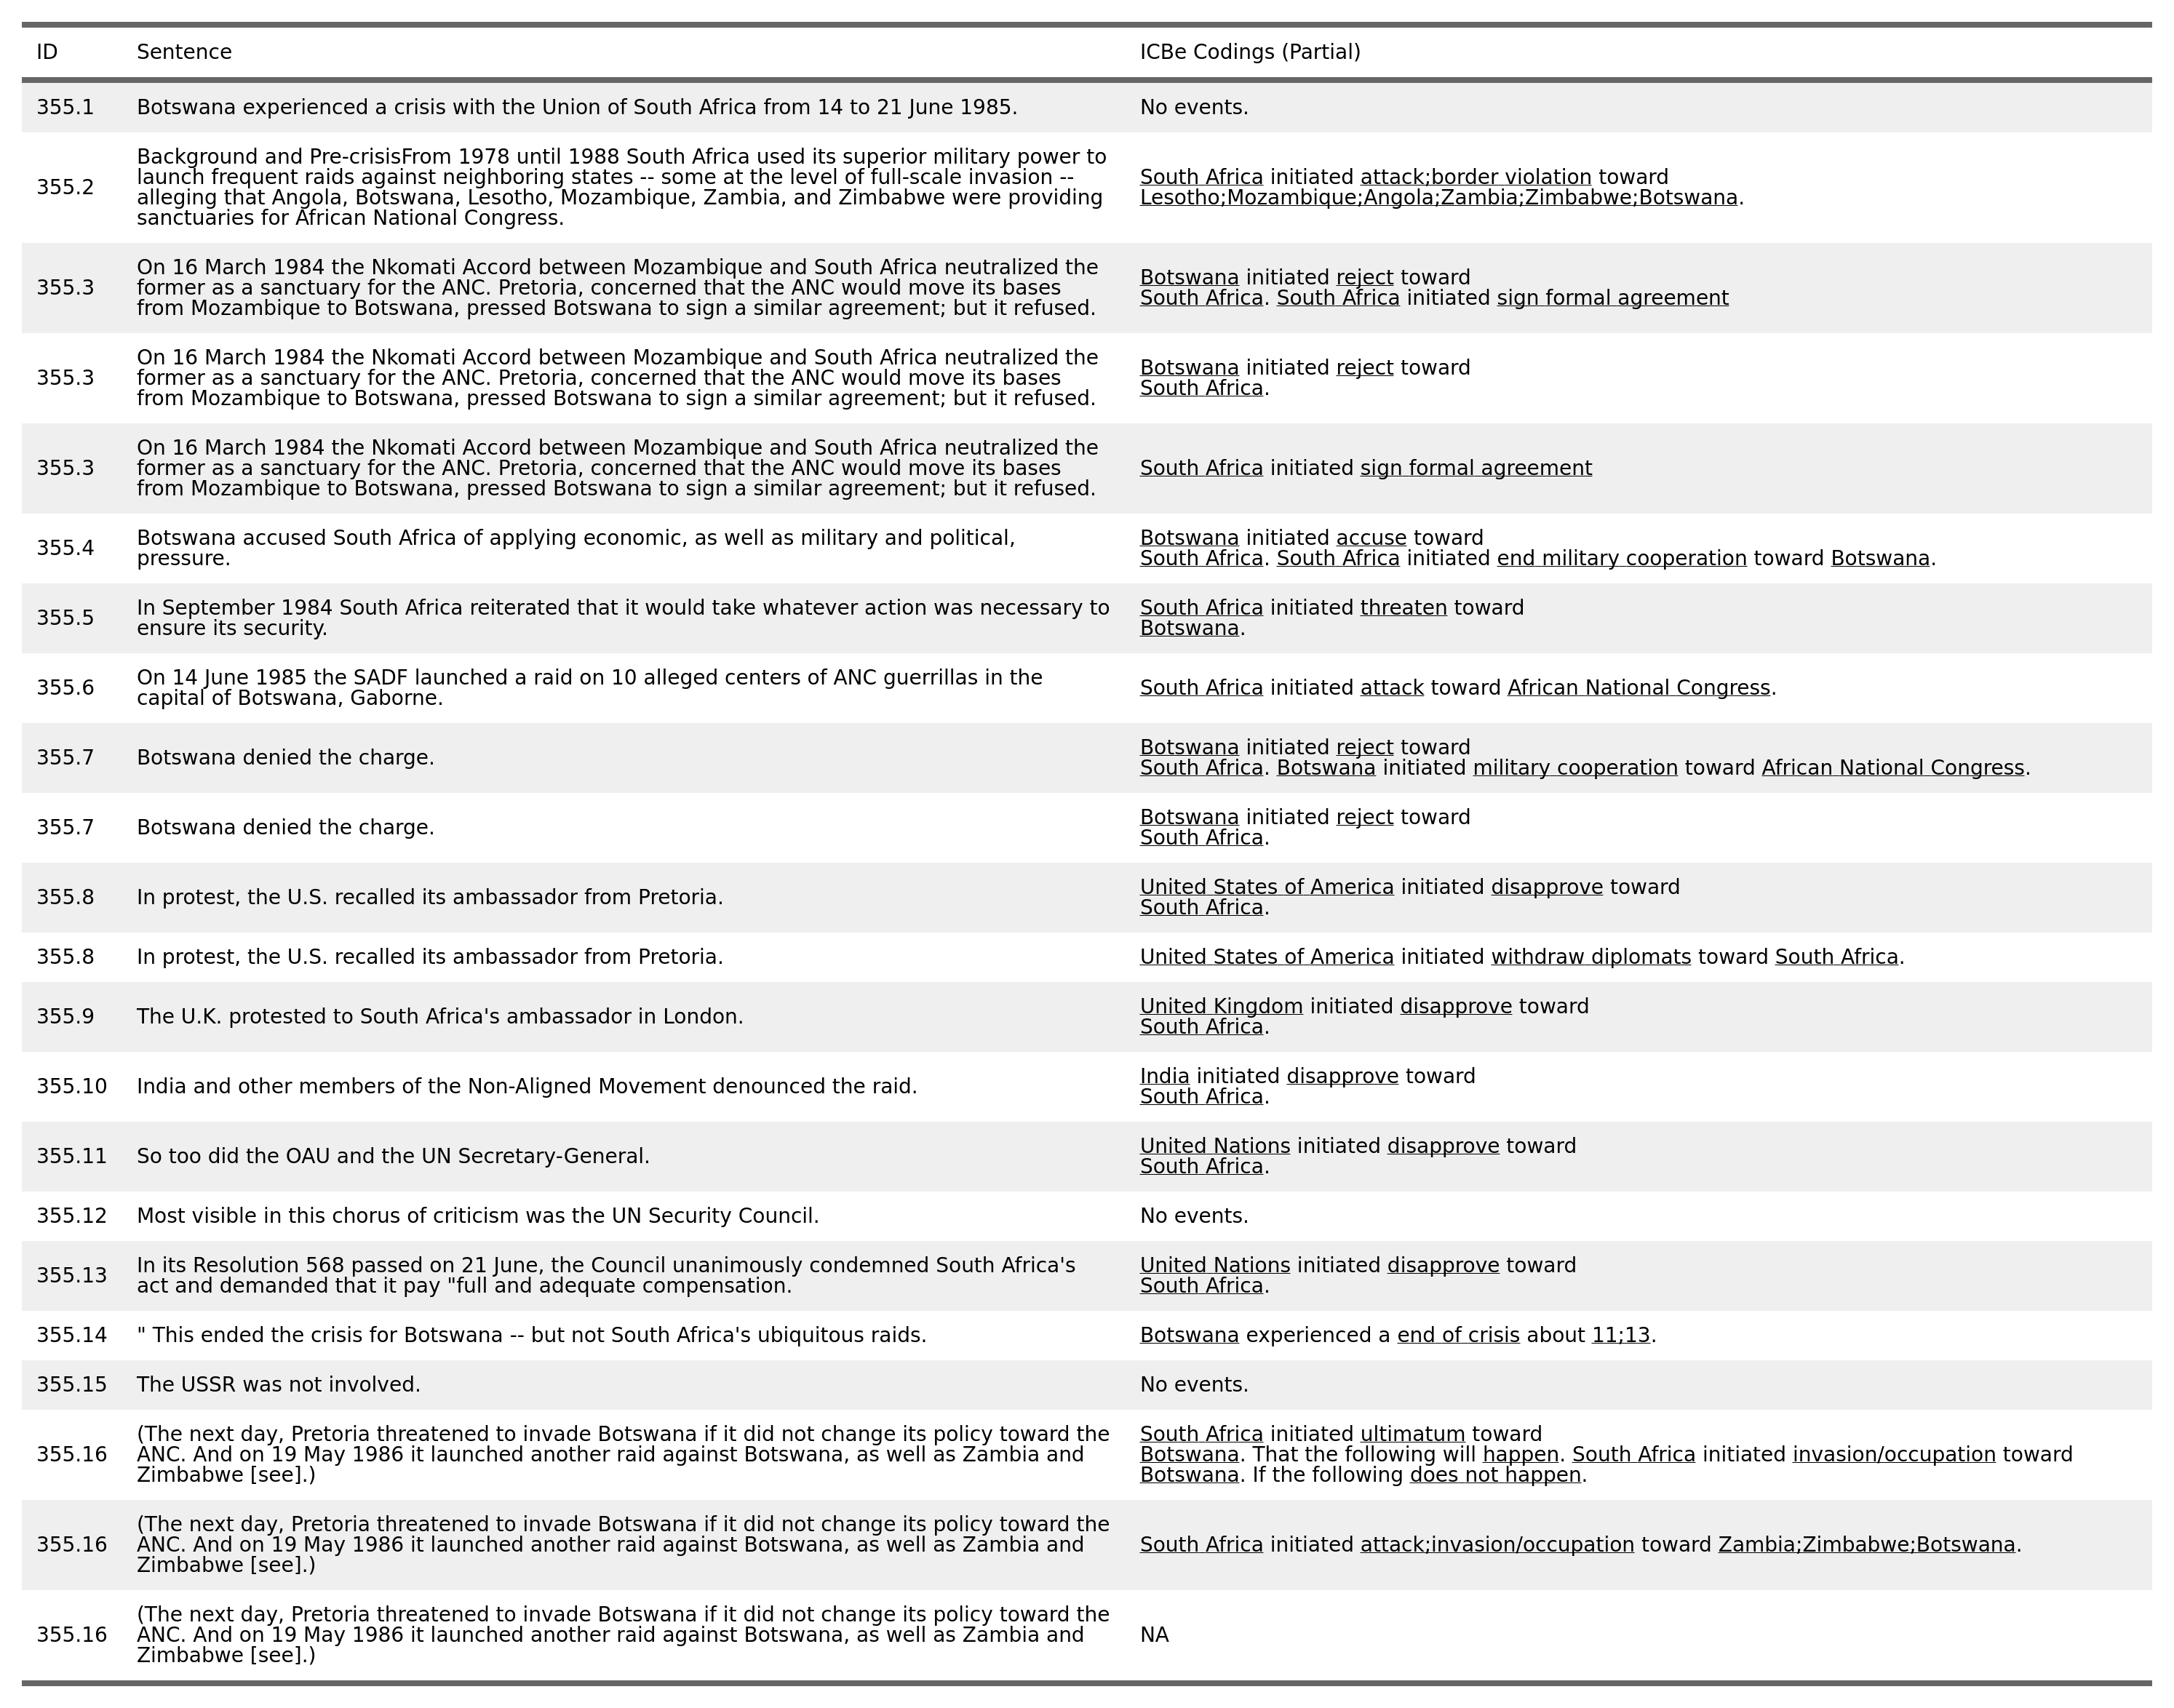 ID Sentence ICBe Codings (Partial)
355.1 Botswana experienced a crisis with the Union of South Africa from 14 to 21 June 1985. No events.
355.2
Background and Pre-crisisFrom 1978 until 1988 South Africa used its superior military power to
launch frequent raids against neighboring states -- some at the level of full-scale invasion --
alleging that Angola, Botswana, Lesotho, Mozambique, Zambia, and Zimbabwe were providing
sanctuaries for African National Congress.
South Africa initiated attack;border violation toward
Lesotho;Mozambique;Angola;Zambia;Zimbabwe;Botswana.
355.3
On 16 March 1984 the Nkomati Accord between Mozambique and South Africa neutralized the
former as a sanctuary for the ANC. Pretoria, concerned that the ANC would move its bases
from Mozambique to Botswana, pressed Botswana to sign a similar agreement; but it refused.
Botswana initiated reject toward
South Africa. South Africa initiated sign formal agreement
355.3
On 16 March 1984 the Nkomati Accord between Mozambique and South Africa neutralized the
former as a sanctuary for the ANC. Pretoria, concerned that the ANC would move its bases
from Mozambique to Botswana, pressed Botswana to sign a similar agreement; but it refused.
Botswana initiated reject toward
South Africa.
355.3
On 16 March 1984 the Nkomati Accord between Mozambique and South Africa neutralized the
former as a sanctuary for the ANC. Pretoria, concerned that the ANC would move its bases
from Mozambique to Botswana, pressed Botswana to sign a similar agreement; but it refused.
South Africa initiated sign formal agreement
355.4
Botswana accused South Africa of applying economic, as well as military and political,
pressure.
Botswana initiated accuse toward
South Africa. South Africa initiated end military cooperation toward Botswana.
355.5
In September 1984 South Africa reiterated that it would take whatever action was necessary to
ensure its security.
South Africa initiated threaten toward
Botswana.
355.6
On 14 June 1985 the SADF launched a raid on 10 alleged centers of ANC guerrillas in the
capital of Botswana, Gaborne.
South Africa initiated attack toward African National Congress.
355.7 Botswana denied the charge.
Botswana initiated reject toward
South Africa. Botswana initiated military cooperation toward African National Congress.
355.7 Botswana denied the charge.
Botswana initiated reject toward
South Africa.
355.8 In protest, the U.S. recalled its ambassador from Pretoria.
United States of America initiated disapprove toward
South Africa.
355.8 In protest, the U.S. recalled its ambassador from Pretoria. United States of America initiated withdraw diplomats toward South Africa.
355.9 The U.K. protested to South Africa's ambassador in London.
United Kingdom initiated disapprove toward
South Africa.
355.10 India and other members of the Non-Aligned Movement denounced the raid.
India initiated disapprove toward
South Africa.
355.11 So too did the OAU and the UN Secretary-General.
United Nations initiated disapprove toward
South Africa.
355.12 Most visible in this chorus of criticism was the UN Security Council. No events.
355.13
In its Resolution 568 passed on 21 June, the Council unanimously condemned South Africa's
act and demanded that it pay "full and adequate compensation.
United Nations initiated disapprove toward
South Africa.
355.14 " This ended the crisis for Botswana -- but not South Africa's ubiquitous raids. Botswana experienced a end of crisis about 11;13.
355.15 The USSR was not involved. No events.
355.16
(The next day, Pretoria threatened to invade Botswana if it did not change its policy toward the
ANC. And on 19 May 1986 it launched another raid against Botswana, as well as Zambia and
Zimbabwe [see].)
South Africa initiated ultimatum toward
Botswana. That the following will happen. South Africa initiated invasion/occupation toward
Botswana. If the following does not happen.
355.16
(The next day, Pretoria threatened to invade Botswana if it did not change its policy toward the
ANC. And on 19 May 1986 it launched another raid against Botswana, as well as Zambia and
Zimbabwe [see].)
South Africa initiated attack;invasion/occupation toward Zambia;Zimbabwe;Botswana.
355.16
(The next day, Pretoria threatened to invade Botswana if it did not change its policy toward the
ANC. And on 19 May 1986 it launched another raid against Botswana, as well as Zambia and
Zimbabwe [see].)
NA